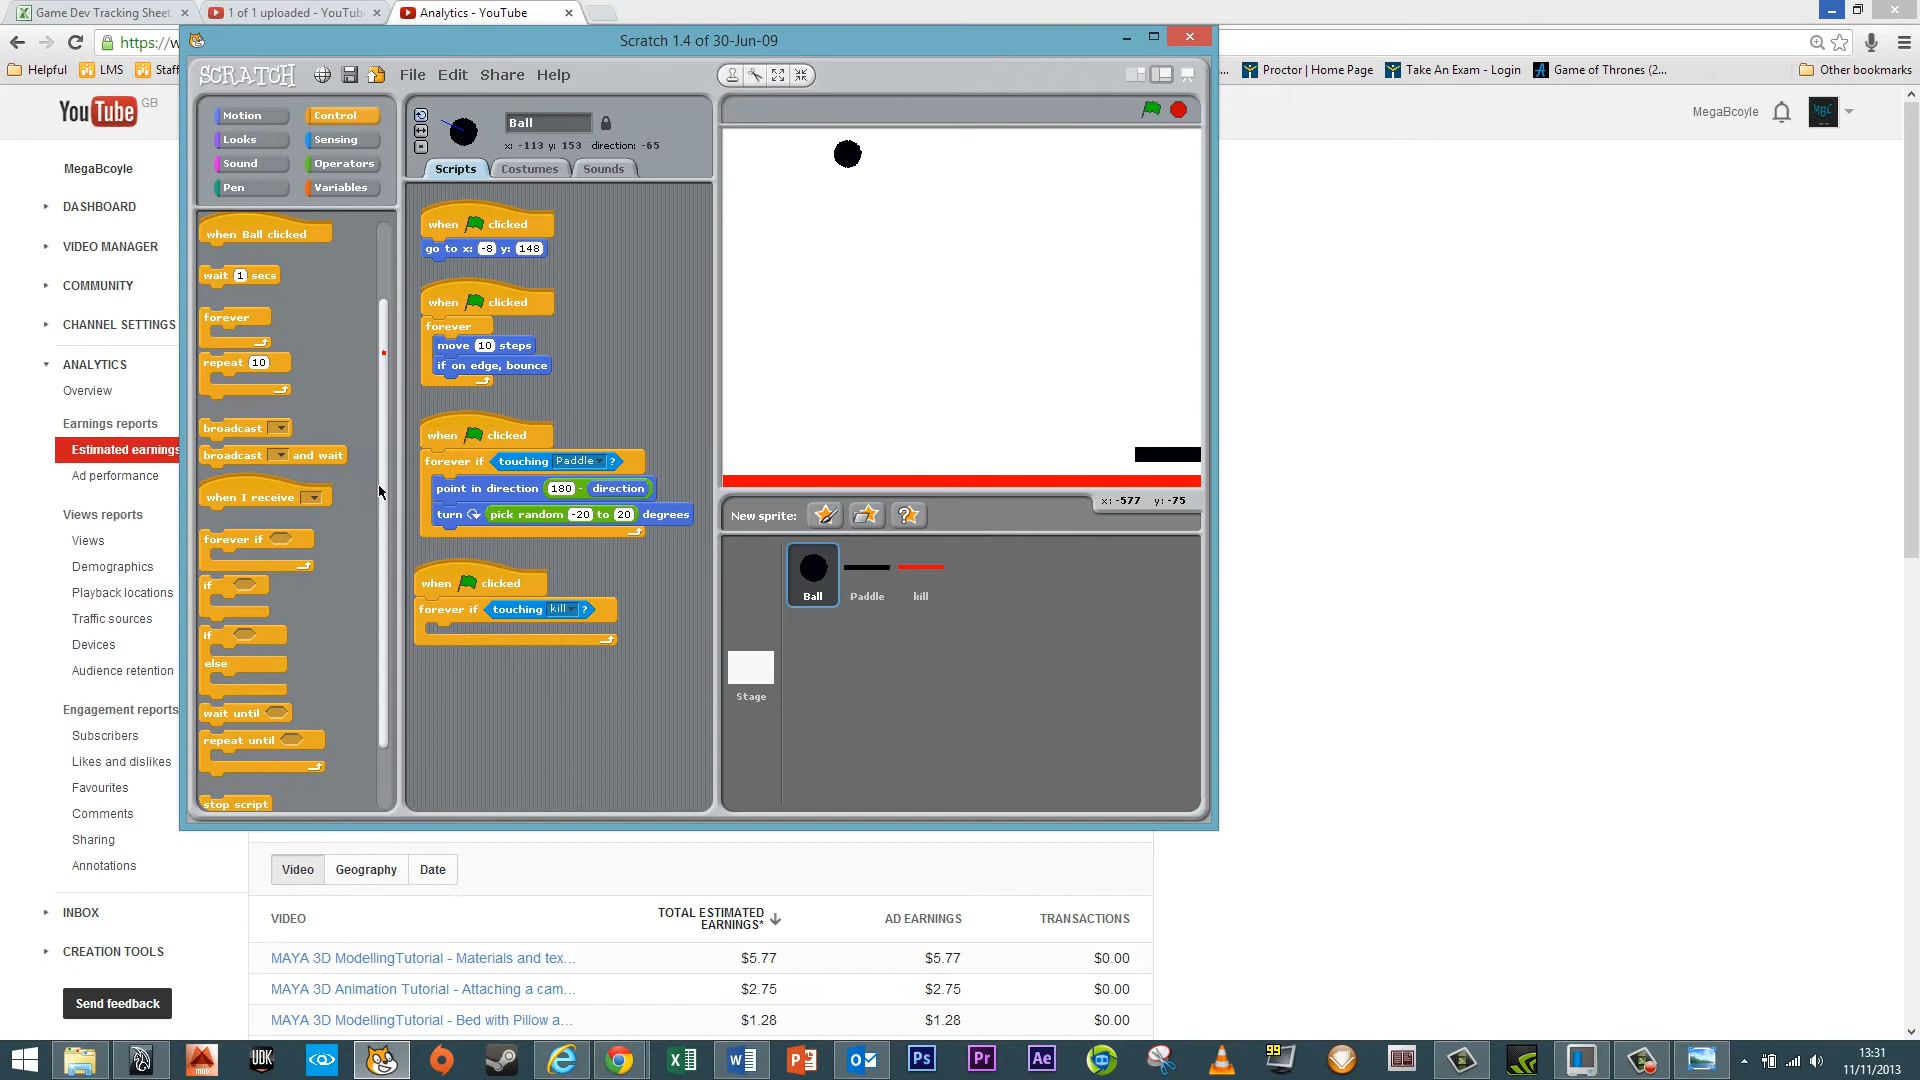 Game Dev Tracking Sheet
1 of 1 uploaded - YouTub
Analytics - YouTube
https://w
Scratch 1.4 of 30-Jun-09
Helpful
LMS
Staff
Proctor | Home Page
Take An Exam - Login
Game of Thrones (2...
Other bookmarks
SCRATCH
File
Edit
Share
Help
YouTube GB
MegaBcoyle
MBC
Motion
Control
Looks
Sensing
Sound
Operators
Pen
Variables
Ball
x: -113 y: 153 direction: -65
Scripts
Costumes
Sounds
MegaBcoyle
DASHBOARD
VIDEO MANAGER
COMMUNITY
CHANNEL SETTINGS
ANALYTICS
Overview
Earnings reports
Estimated earnings
Ad performance
Views reports
Views
Demographics
Playback locations
Traffic sources
Devices
Audience retention
Engagement reports
Subscribers
Likes and dislikes
Favourites
Comments
Sharing
Annotations
INBOX
CREATION TOOLS
Send feedback
when Ball clicked
wait 1 secs
forever
repeat 10
broadcast
broadcast and wait
when I receive
forever if
if
if
else
wait until
repeat until
stop script
when clicked
go to x: -8 y: 148
when clicked
forever
move 10 steps
if on edge, bounce
when clicked
forever if touching Paddle ?
point in direction 180 - direction
turn pick random -20 to 20 degrees
when clicked
forever if touching kill ?
x: -577 y: -75
New sprite:
Ball
Paddle
kill
Stage
Video
Geography
Date
VIDEO
TOTAL ESTIMATED EARNINGS*
AD EARNINGS
TRANSACTIONS
MAYA 3D ModellingTutorial - Materials and tex... $5.77 $5.77 $0.00
MAYA 3D Animation Tutorial - Attaching a cam... $2.75 $2.75 $0.00
MAYA 3D ModellingTutorial - Bed with Pillow a... $1.28 $1.28 $0.00
UDK
Ps
Pr
Ae
99
13:31
11/11/2013